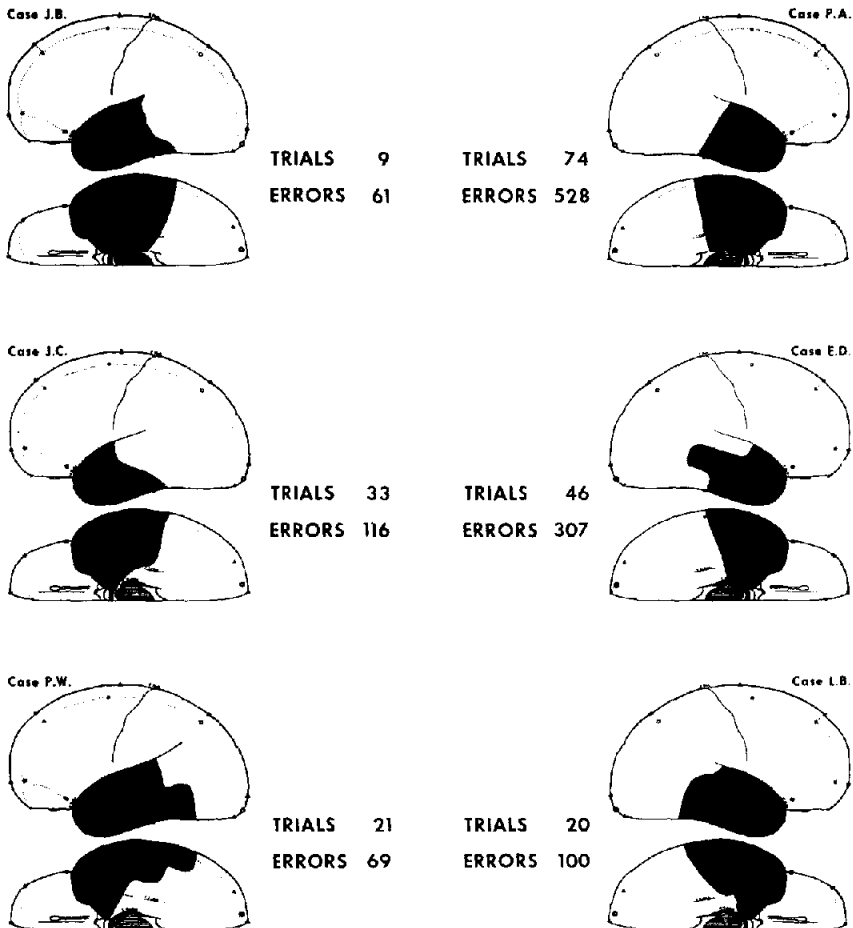 Case J.B.
Case P.A.
TRIALS 9
TRIALS 74
ERRORS 61
ERRORS 528
Case J.C.
Case E.D.
TRIALS 33
TRIALS 46
ERRORS 116
ERRORS 307
Case P.W.
Case L.B.
TRIALS 21
TRIALS 20
ERRORS 69
ERRORS 100